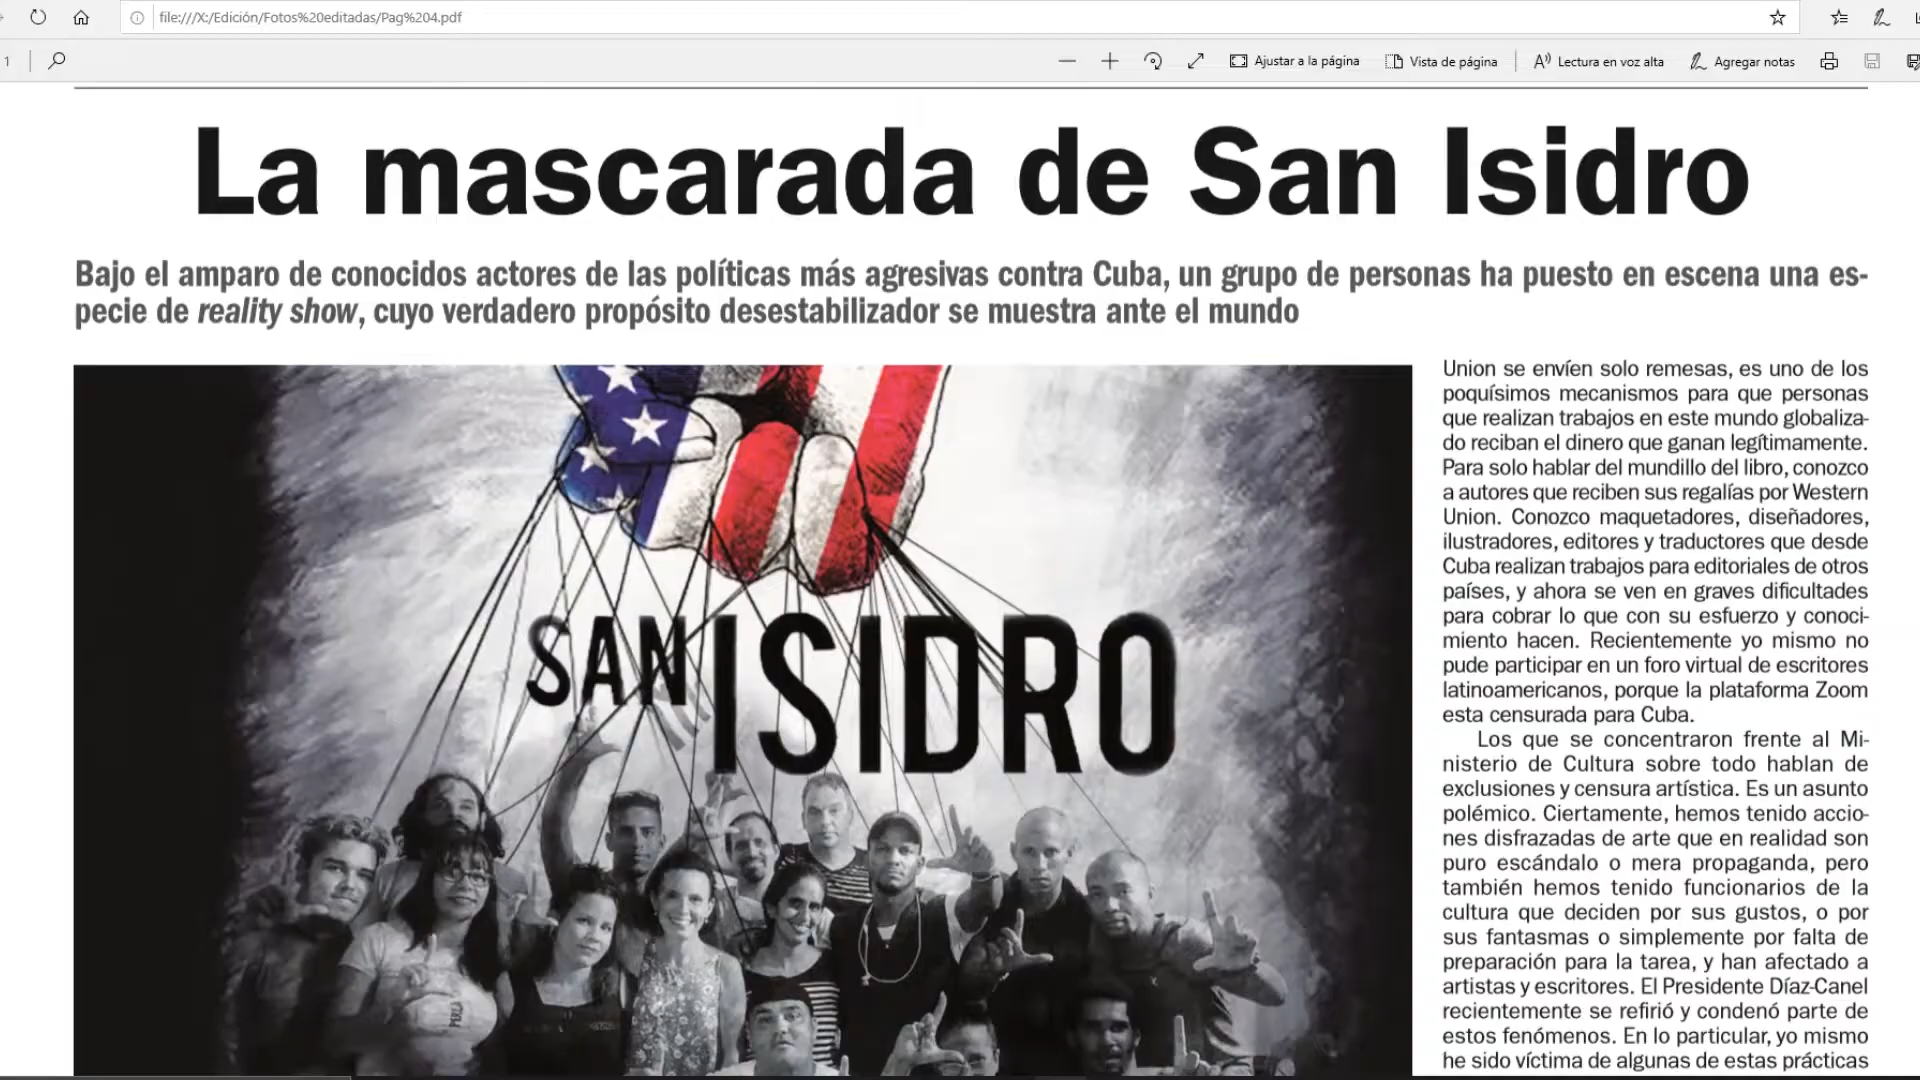 file:///X:/Edición/Fotos%20editadas/Pag%204.pdf
1
Ajustar a la página
Vista de página
Lectura en voz alta
Agregar notas
La mascarada de San Isidro
Bajo el amparo de conocidos actores de las políticas más agresivas contra Cuba, un grupo de personas ha puesto en escena una es-
pecie de reality show, cuyo verdadero propósito desestabilizador se muestra ante el mundo
SAN ISIDRO
Union se envíen solo remesas, es uno de los
poquísimos mecanismos para que personas
que realizan trabajos en este mundo globaliza-
do reciban el dinero que ganan legítimamente.
Para solo hablar del mundillo del libro, conozco
a autores que reciben sus regalías por Western
Union. Conozco maquetadores, diseñadores,
ilustradores, editores y traductores que desde
Cuba realizan trabajos para editoriales de otros
países, y ahora se ven en graves dificultades
para cobrar lo que con su esfuerzo y conoci-
miento hacen. Recientemente yo mismo no
pude participar en un foro virtual de escritores
latinoamericanos, porque la plataforma Zoom
esta censurada para Cuba.
Los que se concentraron frente al Mi-
nisterio de Cultura sobre todo hablan de
exclusiones y censura artística. Es un asunto
polémico. Ciertamente, hemos tenido accio-
nes disfrazadas de arte que en realidad son
puro escándalo o mera propaganda, pero
también hemos tenido funcionarios de la
cultura que deciden por sus gustos, o por
sus fantasmas o simplemente por falta de
preparación para la tarea, y han afectado a
artistas y escritores. El Presidente Díaz-Canel
recientemente se refirió y condenó parte de
estos fenómenos. En lo particular, yo mismo
he sido víctima de algunas de estas prácticas